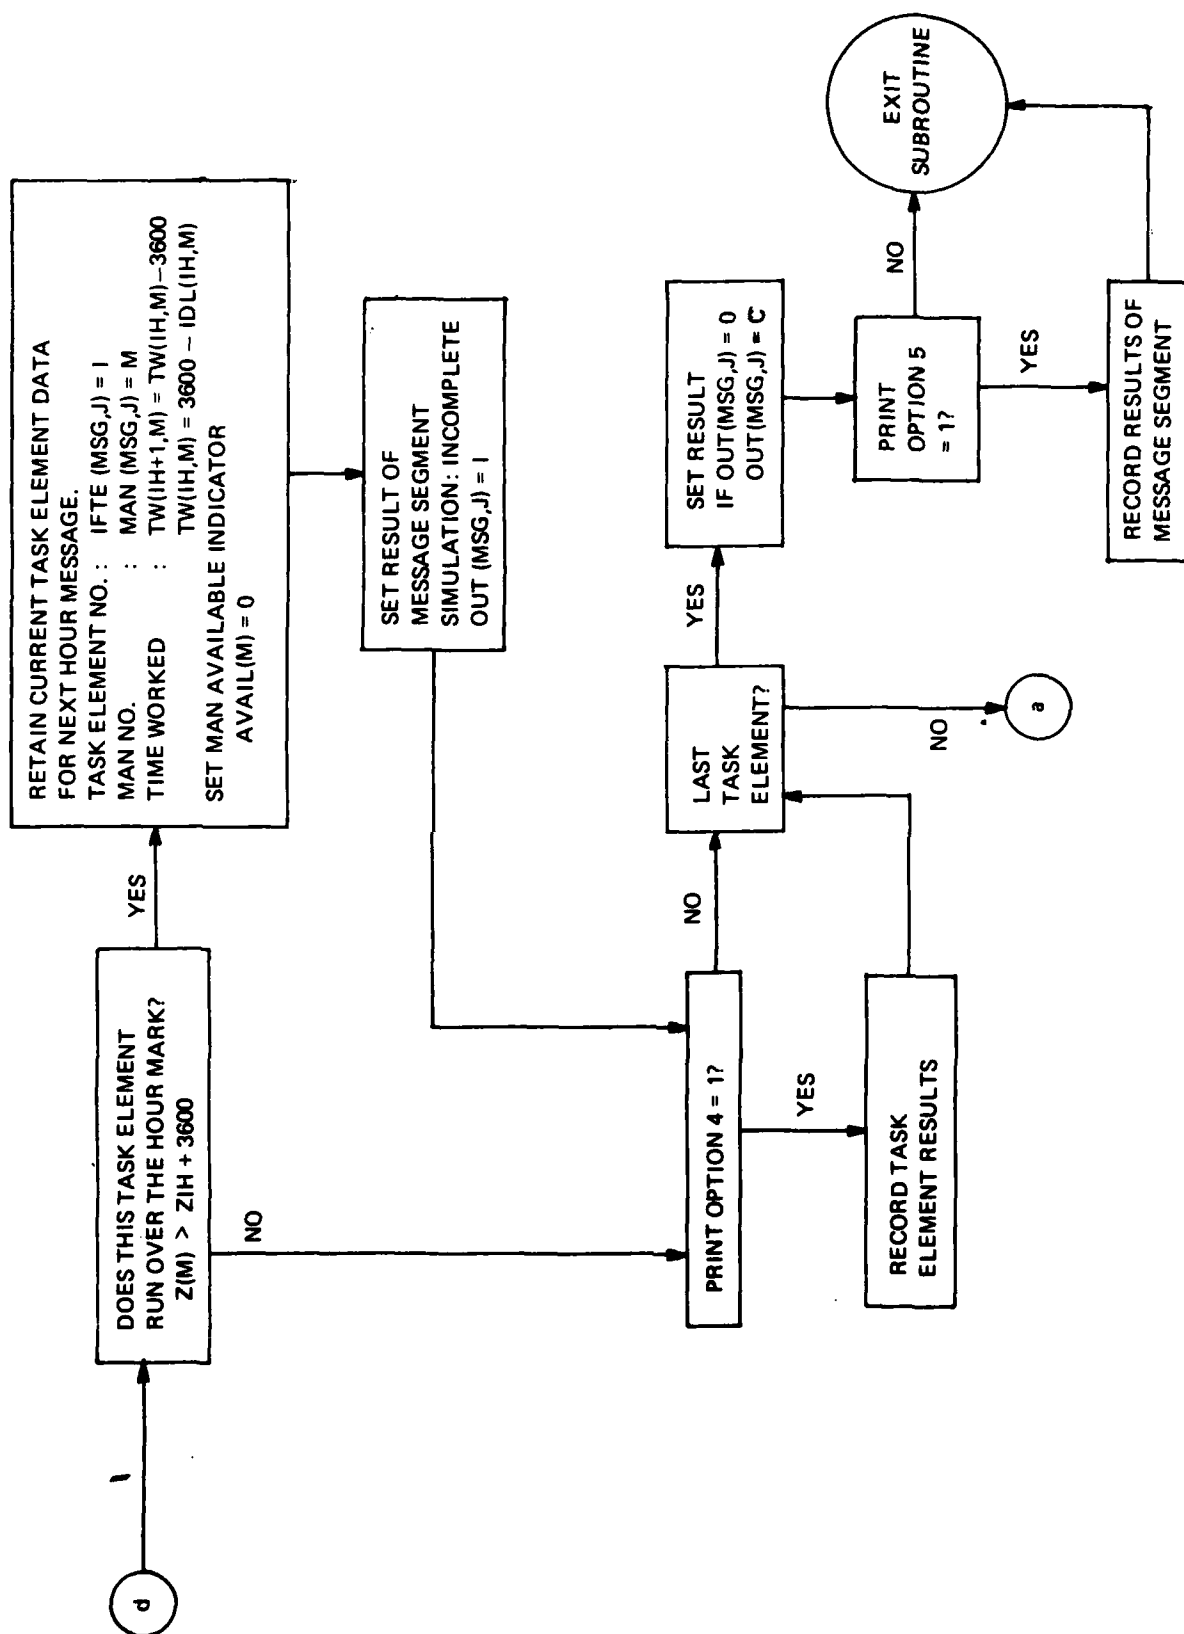 d
DOES THIS TASK ELEMENT
RUN OVER THE HOUR MARK?
Z(M) > ZIH + 3600
YES
NO
RETAIN CURRENT TASK ELEMENT DATA
FOR NEXT HOUR MESSAGE.
TASK ELEMENT NO. : IFTE (MSG,J) = I
MAN NO. : MAN (MSG,J) = M
TIME WORKED : TW(IH+1,M) = TW(IH,M)–3600
TW(IH,M) = 3600 – IDL(IH,M)
SET MAN AVAILABLE INDICATOR
AVAIL(M) = 0
SET RESULT OF
MESSAGE SEGMENT
SIMULATION: INCOMPLETE
OUT (MSG,J) = I
PRINT OPTION 4 = 1?
NO
YES
RECORD TASK
ELEMENT RESULTS
LAST
TASK
ELEMENT?
YES
NO
a
SET RESULT
IF OUT(MSG,J) = 0
OUT(MSG,J) = C
PRINT
OPTION 5
= 1?
NO
YES
RECORD RESULTS OF
MESSAGE SEGMENT
EXIT
SUBROUTINE